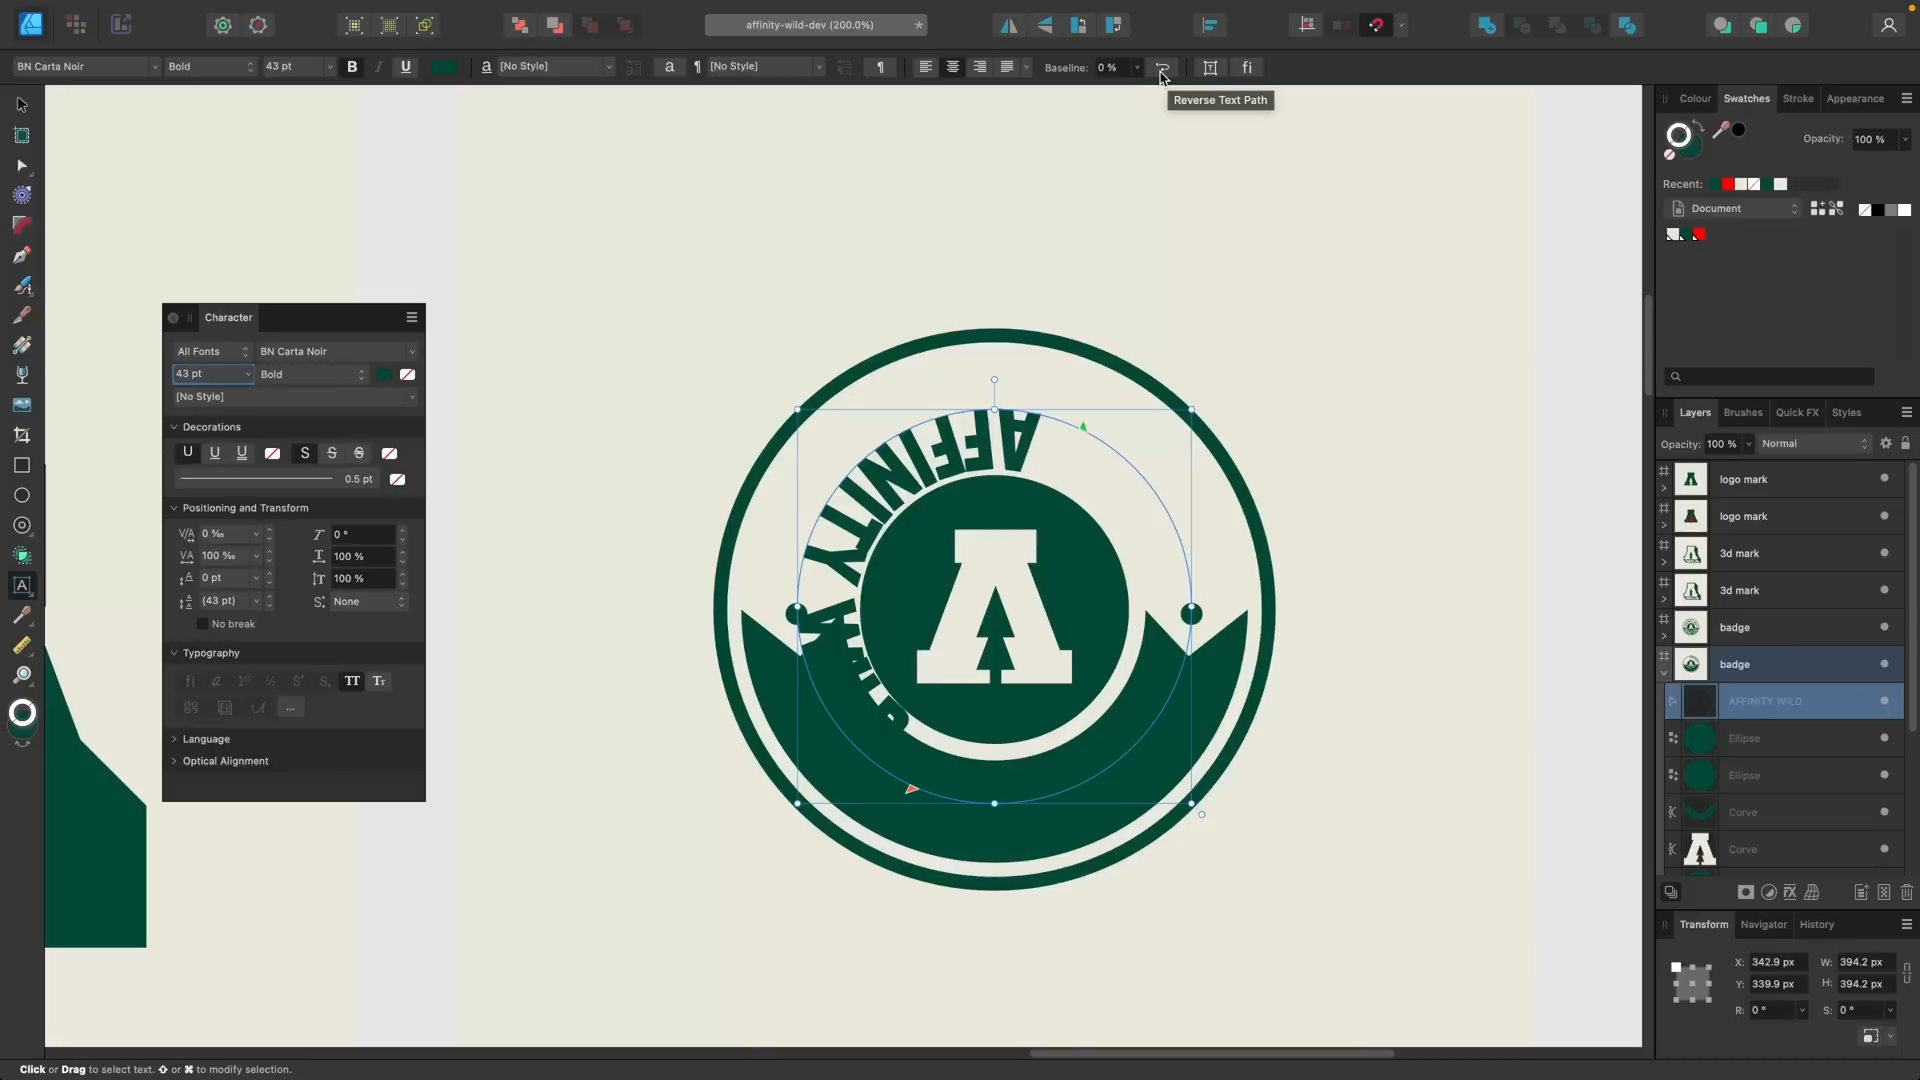 affinity-wild-dev (200.0%) *
BN Carta Noir Bold 43 pt B I U a [No Style] a ¶ [No Style] ¶ Baseline: 0 % fi
Reverse Text Path
Colour Swatches Stroke Appearance
Opacity: 100 %
Recent:
Document
Character
All Fonts BN Carta Noir
43 pt Bold
[No Style]
Decorations
U U U S S S
0.5 pt
Positioning and Transform
0 ‰ 0 °
100 ‰ 100 %
0 pt 100 %
(43 pt) None
No break
Typography
TT Tт
...
Language
Optical Alignment
AFFINITY WILD
A
Layers Brushes Quick FX Styles
Opacity: 100 % Normal
logo mark
logo mark
3d mark
3d mark
badge
badge
AFFINITY WILD
Ellipse
Ellipse
Curve
Curve
Transform Navigator History
X: 342.9 px W: 394.2 px
Y: 339.9 px H: 394.2 px
R: 0 ° S: 0 °
Click or Drag to select text. ⇧ or ⌘ to modify selection.